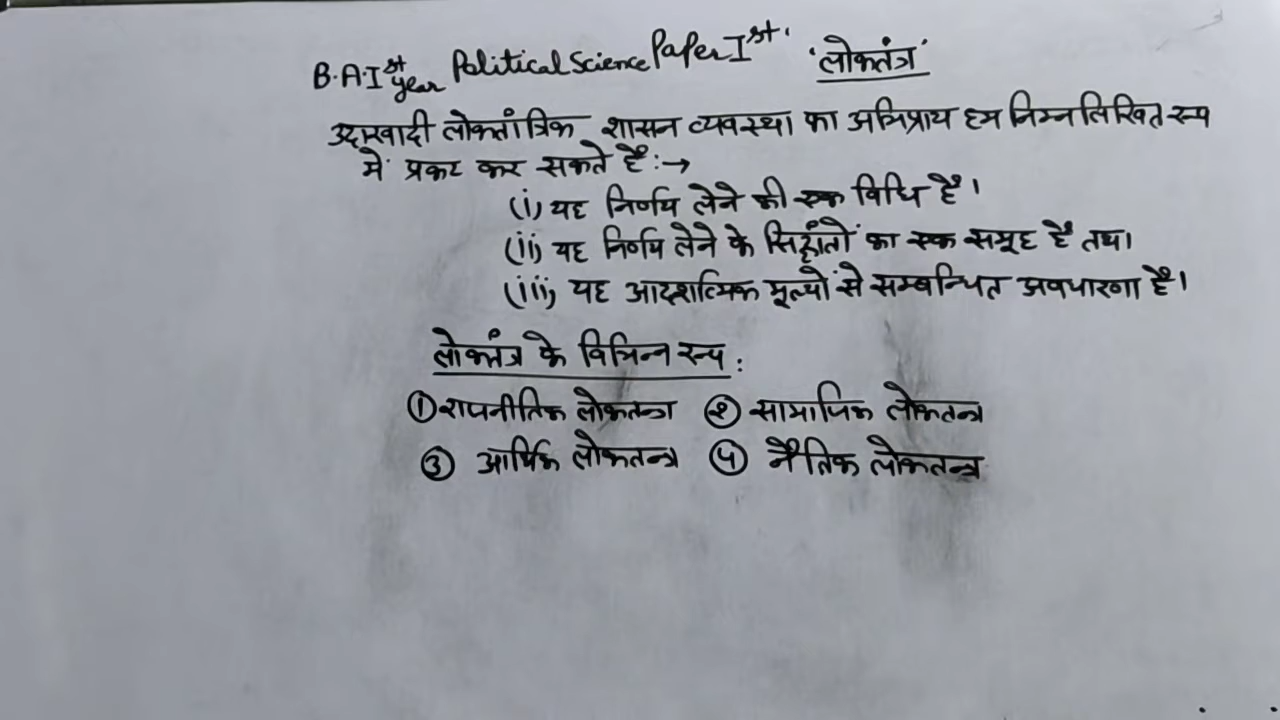 B.A.Ist year Political Science Paper Ist. 'लोकतंत्र'
उदारवादी लोकतांत्रिक शासन व्यवस्था का अभिप्राय हम निम्नलिखित रूप
में प्रकट कर सकते हैं:→
(i) यह निर्णय लेने की एक विधि है।
(ii) यह निर्णय लेने के सिद्धांतों का एक समूह है तथा।
(iii) यह आदर्शात्मक मूल्यों से सम्बन्धित अवधारणा है।
लोकतंत्र के विभिन्न रूप :
① राजनीतिक लोकतन्त्र ② सामाजिक लोकतन्त्र
③ आर्थिक लोकतन्त्र ④ नैतिक लोकतन्त्र